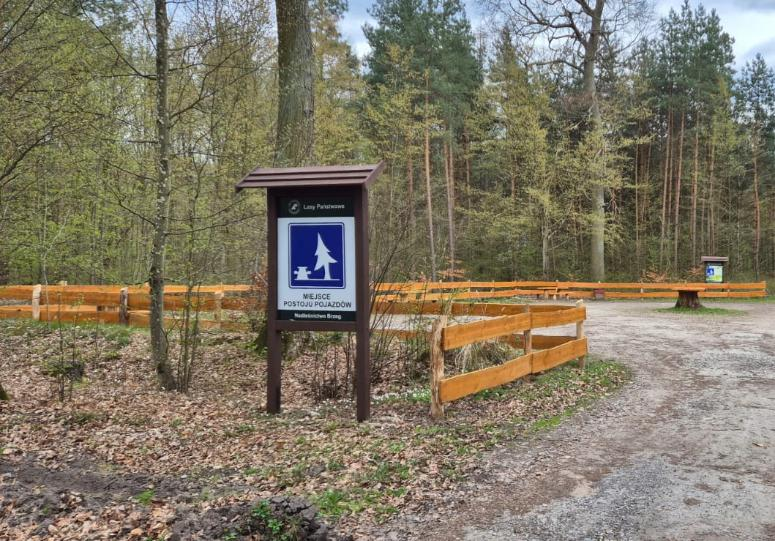 Lasy Państwowe
MIEJSCE
POSTOJU POJAZDÓW
Nadleśnictwo Brzeg